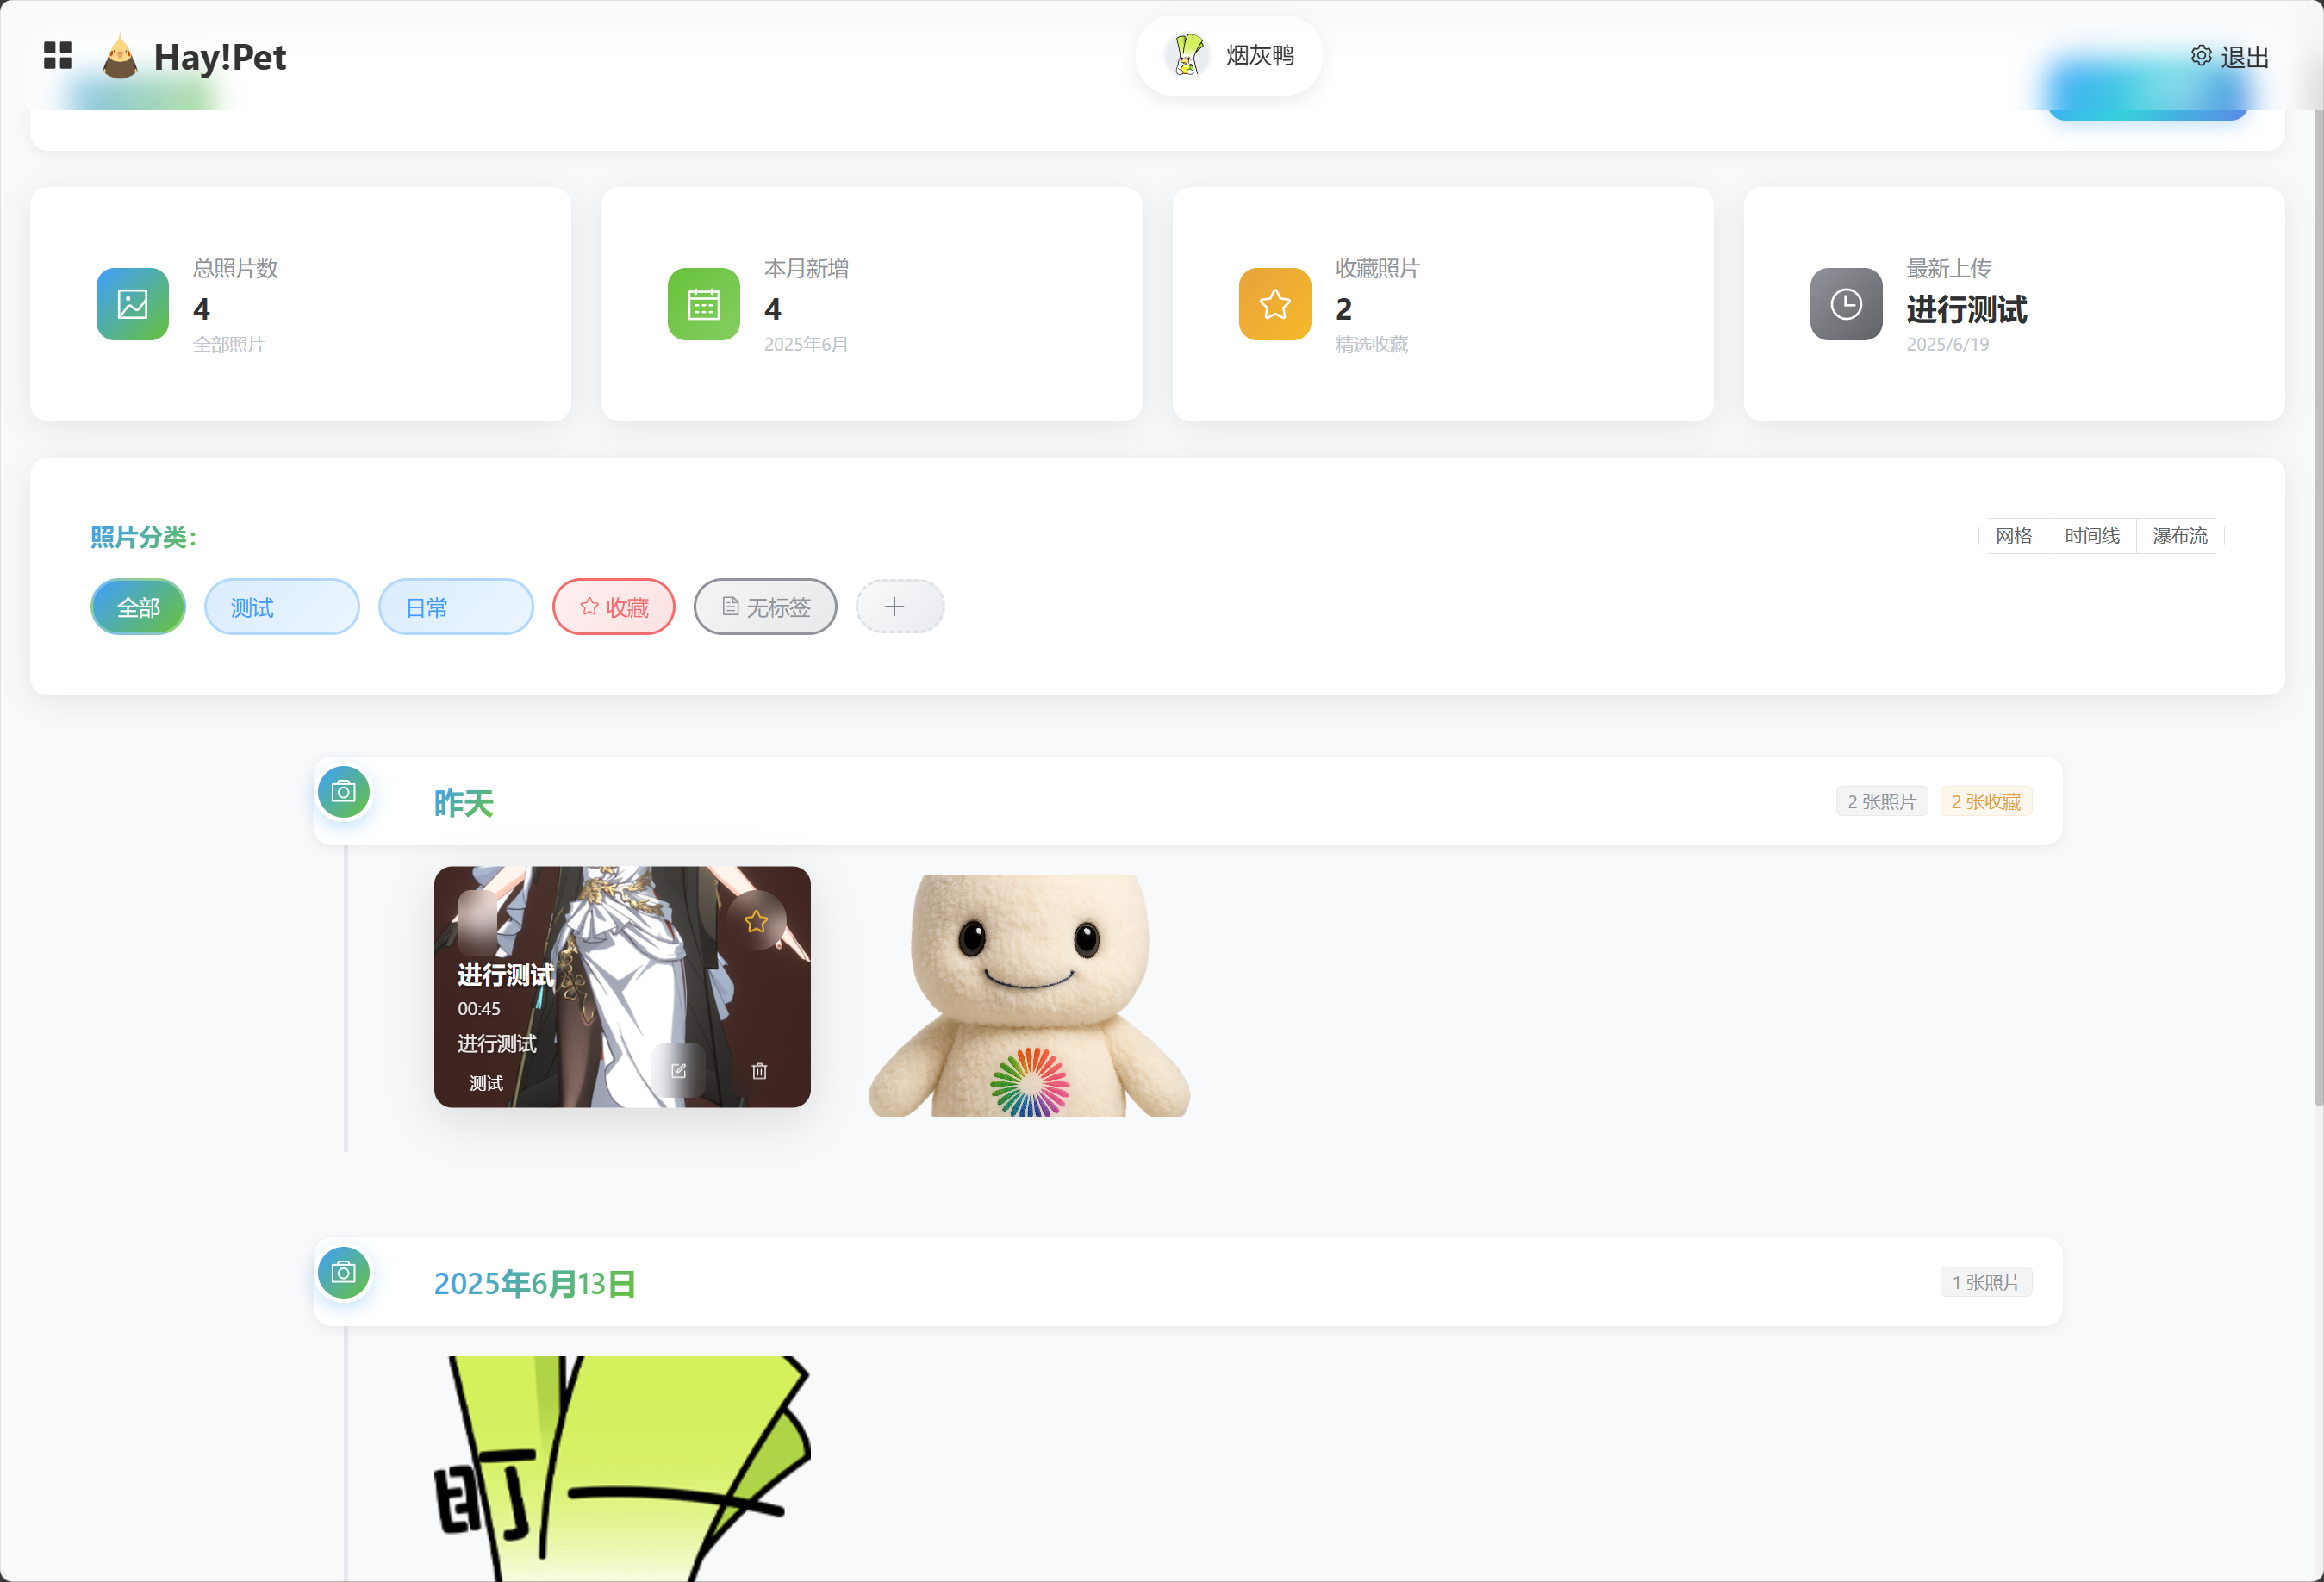 Hay!Pet
烟灰鸭
退出
总照片数
4
全部照片
本月新增
4
2025年6月
收藏照片
2
精选收藏
最新上传
进行测试
2025/6/19
照片分类：
网格 时间线 瀑布流
全部 测试 日常 收藏 无标签
昨天
2 张照片 2 张收藏
进行测试
00:45
进行测试
测试
2025年6月13日
1 张照片
盯